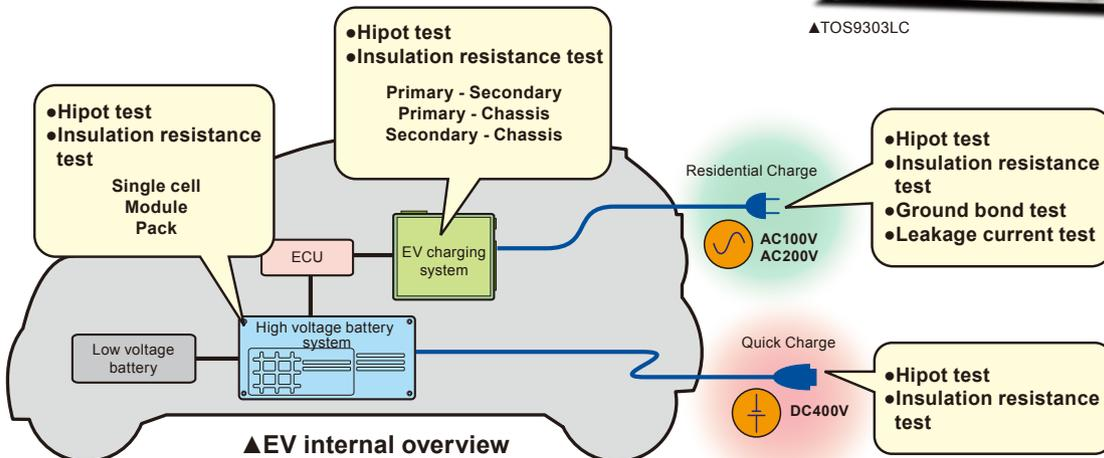 ▲TOS9303LC
●Hipot test
●Insulation resistance test
Primary - Secondary
Primary - Chassis
Secondary - Chassis
●Hipot test
●Insulation resistance
test
Single cell
Module
Pack
Residential Charge
AC100V
AC200V
●Hipot test
●Insulation resistance
test
●Ground bond test
●Leakage current test
ECU
EV charging
system
High voltage battery
system
Low voltage
battery
Quick Charge
DC400V
●Hipot test
●Insulation resistance
test
▲EV internal overview